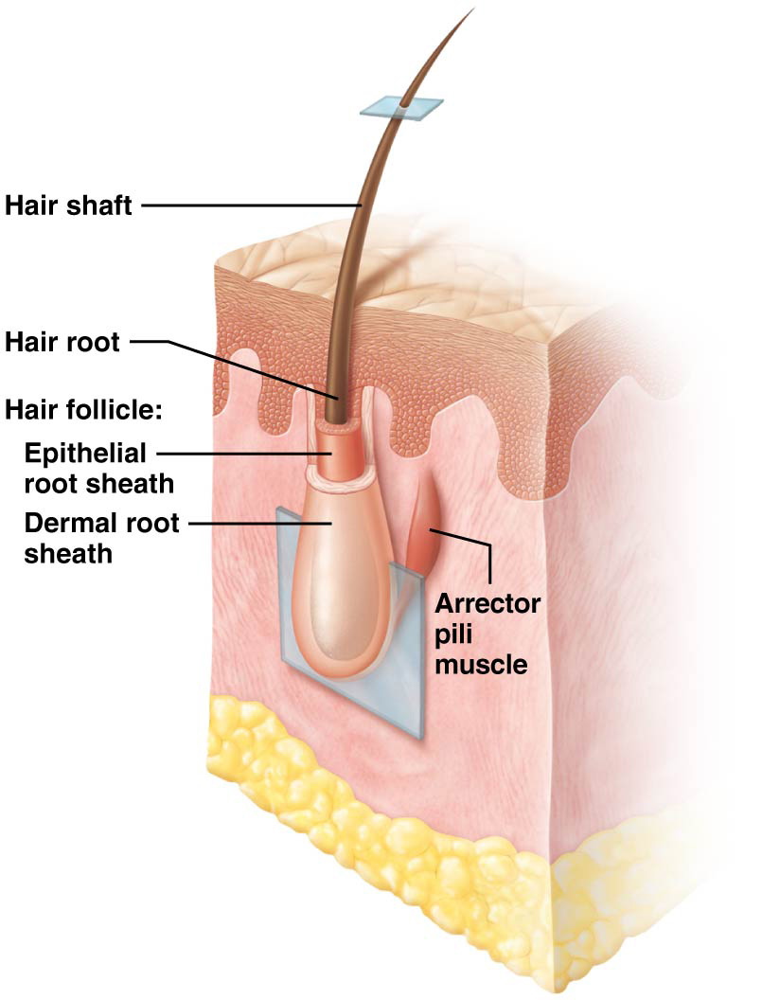 Hair shaft
Hair root
Hair follicle:
Epithelial
root sheath
Dermal root
sheath
Arrector
pili
muscle